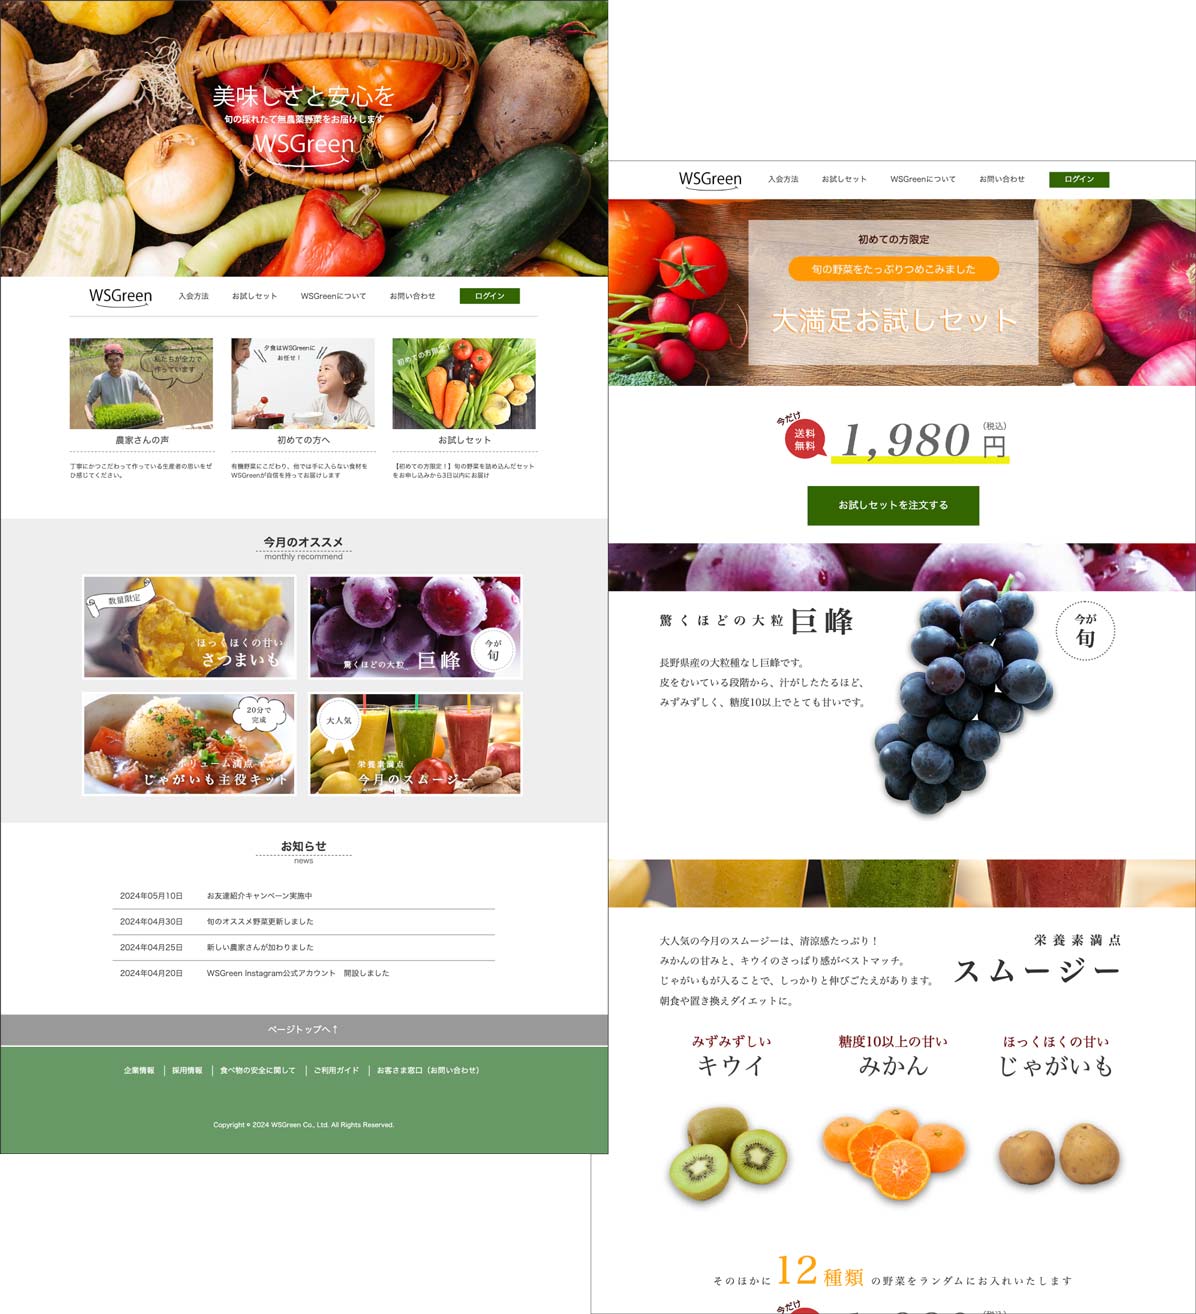 美味しさと安心を
旬の採れたて無農薬野菜をお届けします
WSGreen
WSGreen 入会方法 お試しセット WSGreenについて お問い合わせ ログイン
私たちが全力で
作っています
夕食はWSGreenに
お任せ！
初めての方限定！
農家さんの声
初めての方へ
お試しセット
丁寧にかつこだわって作っている生産者の思いをぜ
ひ感じてください。
有機野菜にこだわり、他では手に入らない食材を
WSGreenが自信を持ってお届けします
【初めての方限定！】旬の野菜を詰め込んだセット
をお申し込みから3日以内にお届け
今月のオススメ
monthly recommend
数量限定
ほっくほくの甘い
さつまいも
驚くほどの大粒 巨峰
今が
旬
20分で
完成
ボリューム満点
じゃがいも主役キット
大人気
栄養素満点
今月のスムージー
お知らせ
news
2024年05月10日 お友達紹介キャンペーン実施中
2024年04月30日 旬のオススメ野菜更新しました
2024年04月25日 新しい農家さんが加わりました
2024年04月20日 WSGreen Instagram公式アカウント　開設しました
ページトップへ↑
企業情報 採用情報 食べ物の安全に関して ご利用ガイド お客さま窓口（お問い合わせ）
Copyright © 2024 WSGreen Co., Ltd. All Rights Reserved.
WSGreen 入会方法 お試しセット WSGreenについて お問い合わせ ログイン
初めての方限定
旬の野菜をたっぷりつめこみました
大満足お試しセット
今だけ
送料
無料
1,980
（税込）
円
お試しセットを注文する
驚くほどの大粒 巨峰
今が
旬
長野県産の大粒種なし巨峰です。
皮をむいている段階から、汁がしたたるほど、
みずみずしく、糖度10以上でとても甘いです。
大人気の今月のスムージーは、清涼感たっぷり！
みかんの甘みと、キウイのさっぱり感がベストマッチ。
じゃがいもが入ることで、しっかりと伸びごたえがあります。
朝食や置き換えダイエットに。
栄養素満点
スムージー
みずみずしい
キウイ
糖度10以上の甘い
みかん
ほっくほくの甘い
じゃがいも
そのほかに 12種類 の野菜をランダムにお入れいたします
今だけ